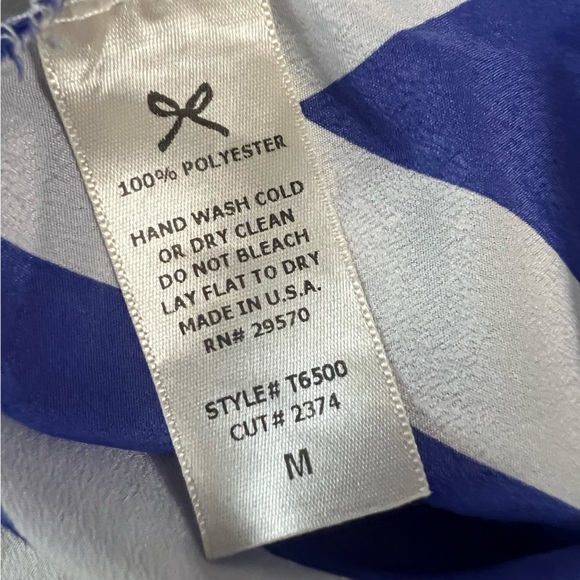 100% POLYESTER
HAND WASH COLD
OR DRY CLEAN
DO NOT BLEACH
LAY FLAT TO DRY
MADE IN U.S.A.
RN# 29570
STYLE# T6500
CUT# 2374
M